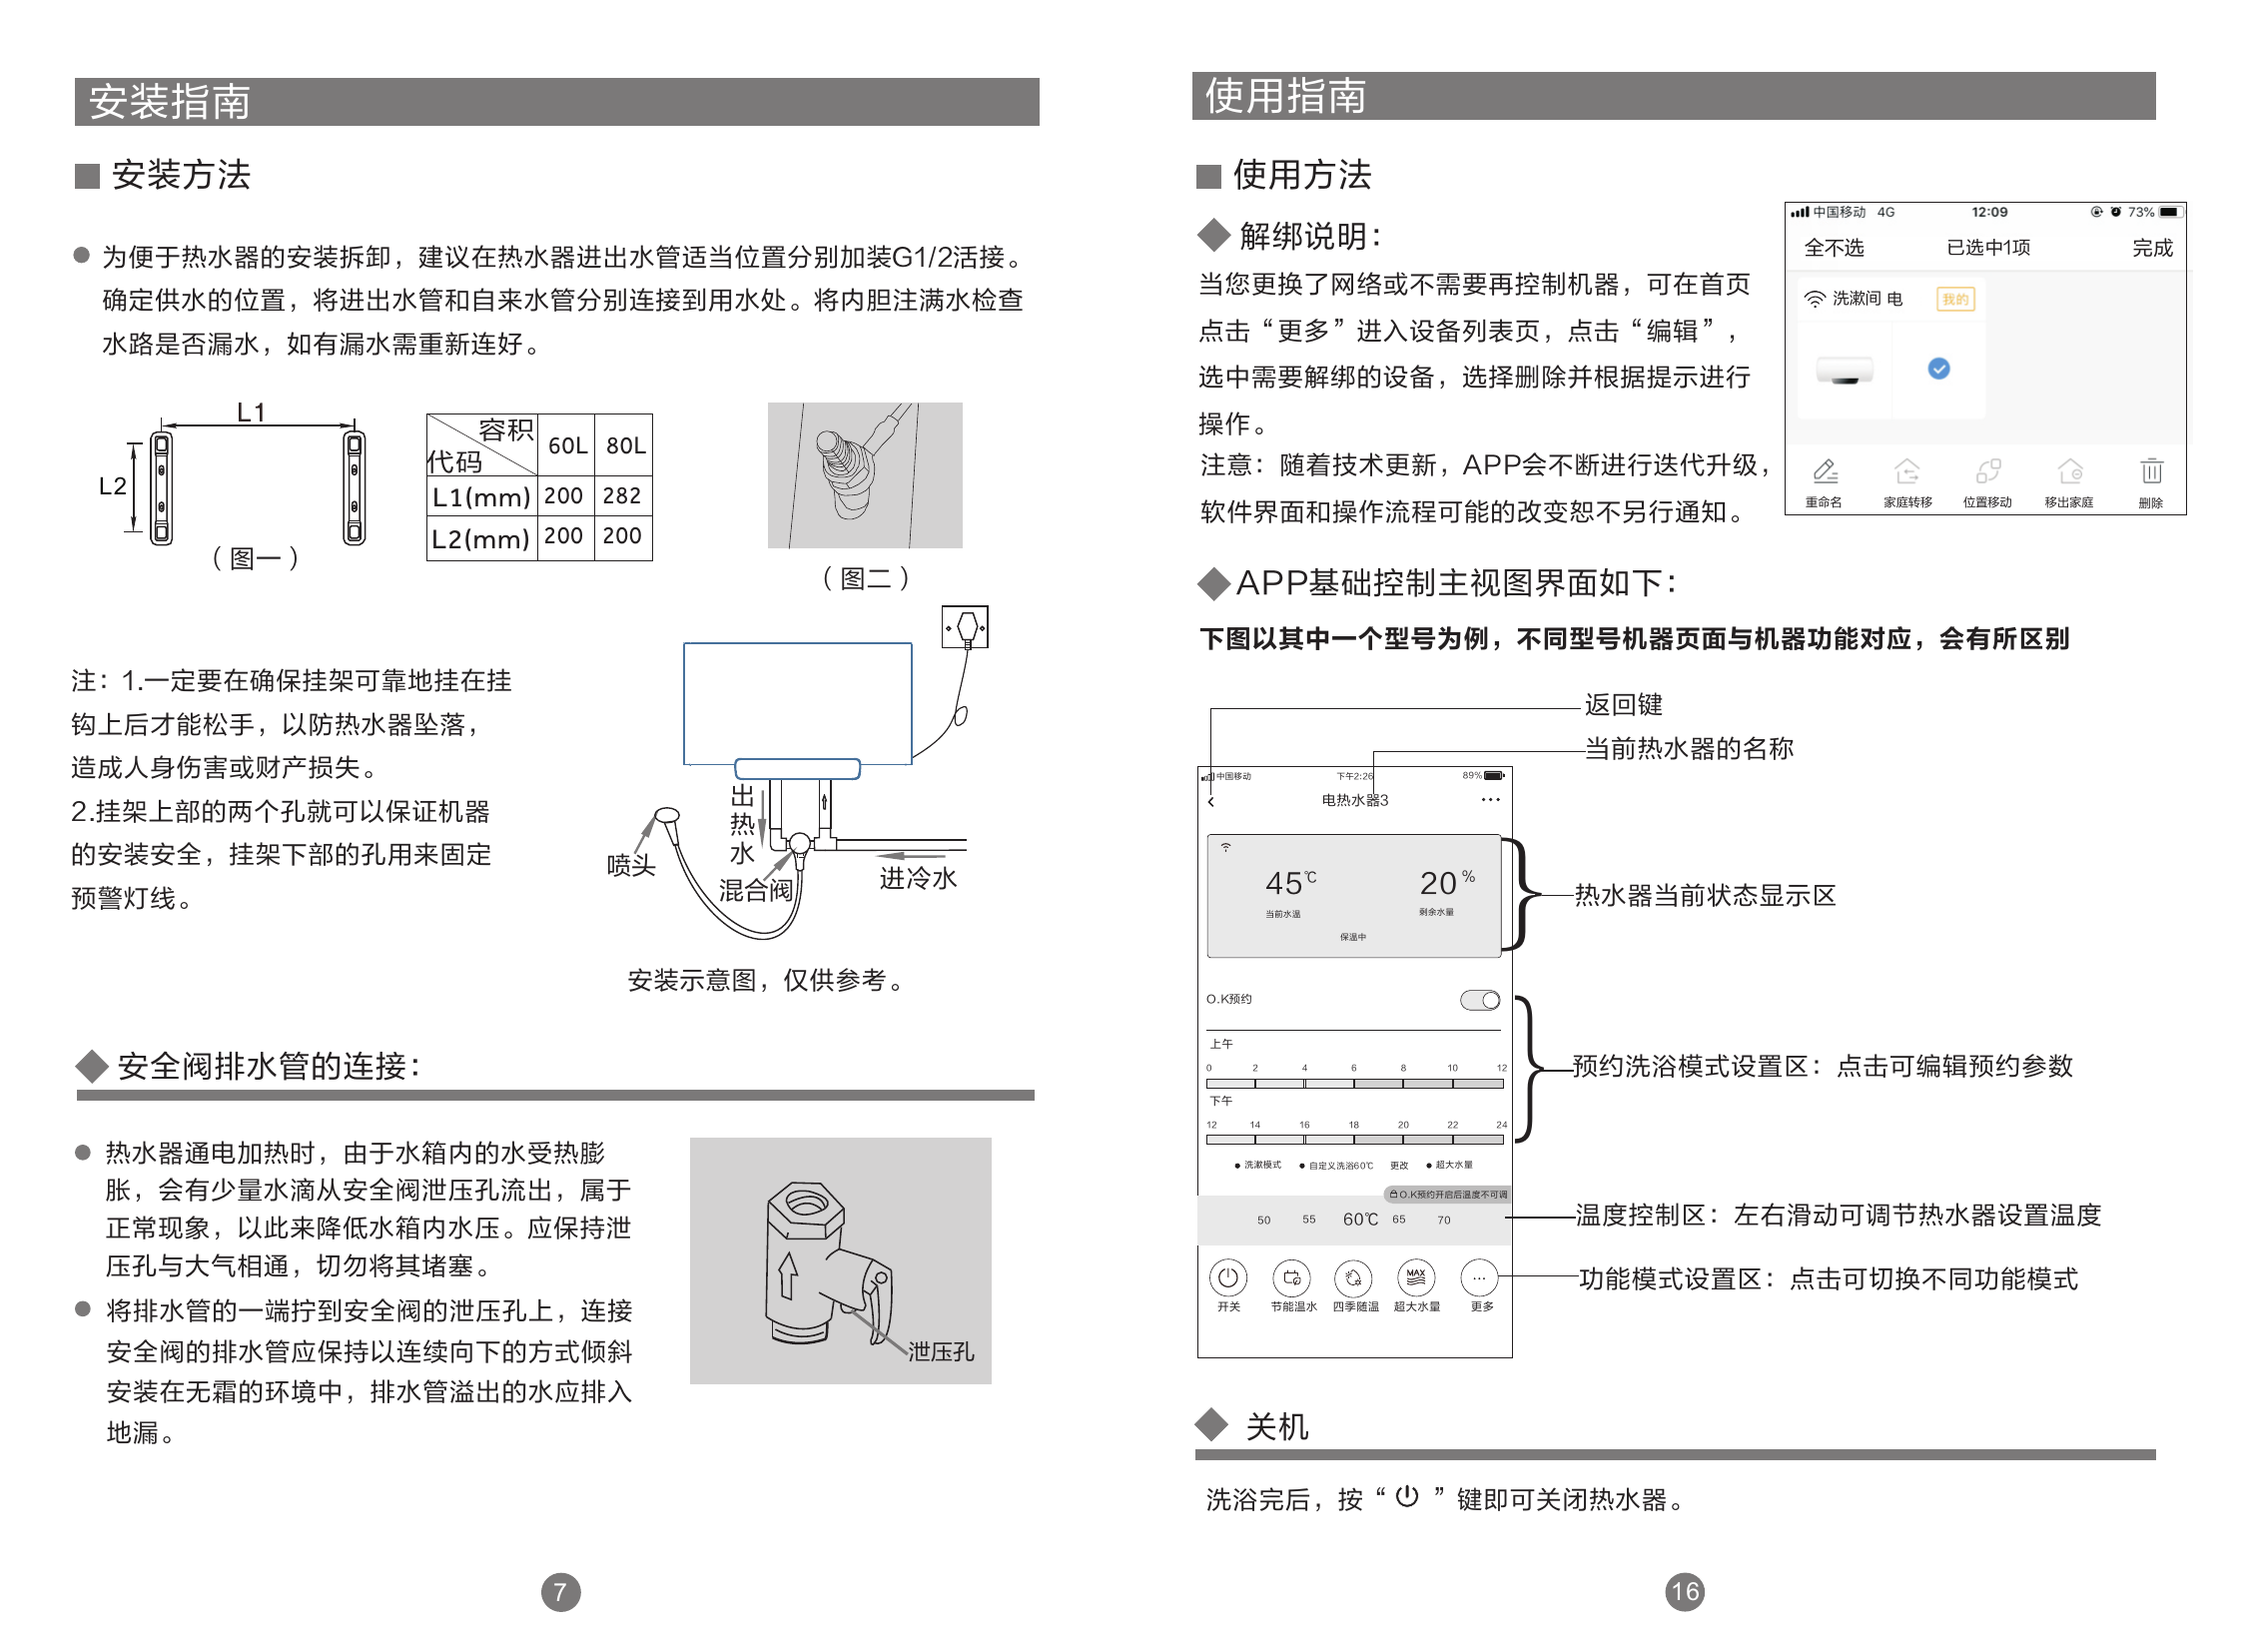 安装指南
■ 安装方法
● 为便于热水器的安装拆卸，建议在热水器进出水管适当位置分别加装G1/2活接。
确定供水的位置，将进出水管和自来水管分别连接到用水处。将内胆注满水检查
水路是否漏水，如有漏水需重新连好。
L1
L2
（图一）
容积 60L 80L
代码
L1(mm) 200 282
L2(mm) 200 200
（图二）
注：1.一定要在确保挂架可靠地挂在挂
钩上后才能松手，以防热水器坠落，
造成人身伤害或财产损失。
2.挂架上部的两个孔就可以保证机器
的安装安全，挂架下部的孔用来固定
预警灯线。
出热水
喷头
混合阀
进冷水
安装示意图，仅供参考。
◆ 安全阀排水管的连接：
● 热水器通电加热时，由于水箱内的水受热膨
胀，会有少量水滴从安全阀泄压孔流出，属于
正常现象，以此来降低水箱内水压。应保持泄
压孔与大气相通，切勿将其堵塞。
● 将排水管的一端拧到安全阀的泄压孔上，连接
安全阀的排水管应保持以连续向下的方式倾斜
安装在无霜的环境中，排水管溢出的水应排入
地漏。
泄压孔
7
使用指南
■ 使用方法
◆ 解绑说明：
当您更换了网络或不需要再控制机器，可在首页
点击“更多”进入设备列表页，点击“编辑”，
选中需要解绑的设备，选择删除并根据提示进行
操作。
注意：随着技术更新，APP会不断进行迭代升级，
软件界面和操作流程可能的改变恕不另行通知。
中国移动 4G 12:09 73%
全不选 已选中1项 完成
洗漱间 电 我的
重命名 家庭转移 位置移动 移出家庭 删除
◆ APP基础控制主视图界面如下：
下图以其中一个型号为例，不同型号机器页面与机器功能对应，会有所区别
返回键
当前热水器的名称
中国移动 下午2:26 89%
电热水器3 ···
45℃ 20%
当前水温 剩余水量
保温中
热水器当前状态显示区
O.K预约
上午
0 2 4 6 8 10 12
下午
12 14 16 18 20 22 24
● 洗漱模式 ● 自定义洗浴60℃ 更改 ● 超大水量
预约洗浴模式设置区：点击可编辑预约参数
O.K预约开启后温度不可调
50 55 60℃ 65 70
温度控制区：左右滑动可调节热水器设置温度
MAX ···
开关 节能温水 四季随温 超大水量 更多
功能模式设置区：点击可切换不同功能模式
◆ 关机
洗浴完后，按“ ”键即可关闭热水器。
16